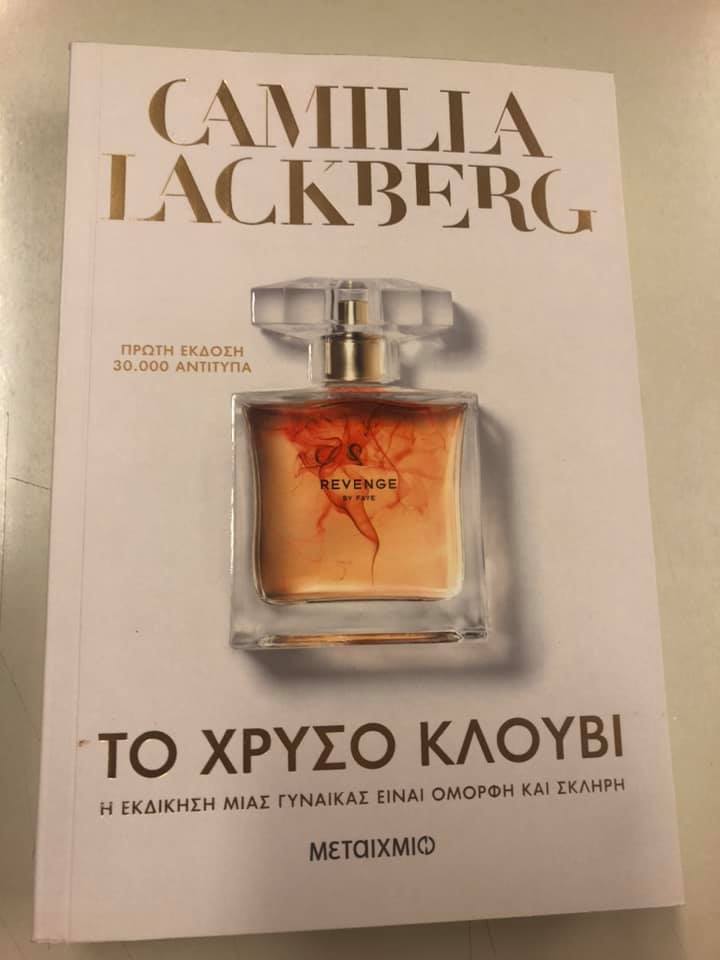 CAMILLA
LACKBERG
ΠΡΩΤΗ ΕΚΔΟΣΗ
30.000 ΑΝΤΙΤΥΠΑ
REVENGE
BY FAYE
ΤΟ ΧΡΥΣΟ ΚΛΟΥΒΙ
Η ΕΚΔΙΚΗΣΗ ΜΙΑΣ ΓΥΝΑΙΚΑΣ ΕΙΝΑΙ ΟΜΟΡΦΗ ΚΑΙ ΣΚΛΗΡΗ
ΜΕΤΑΙΧΜΙΟ